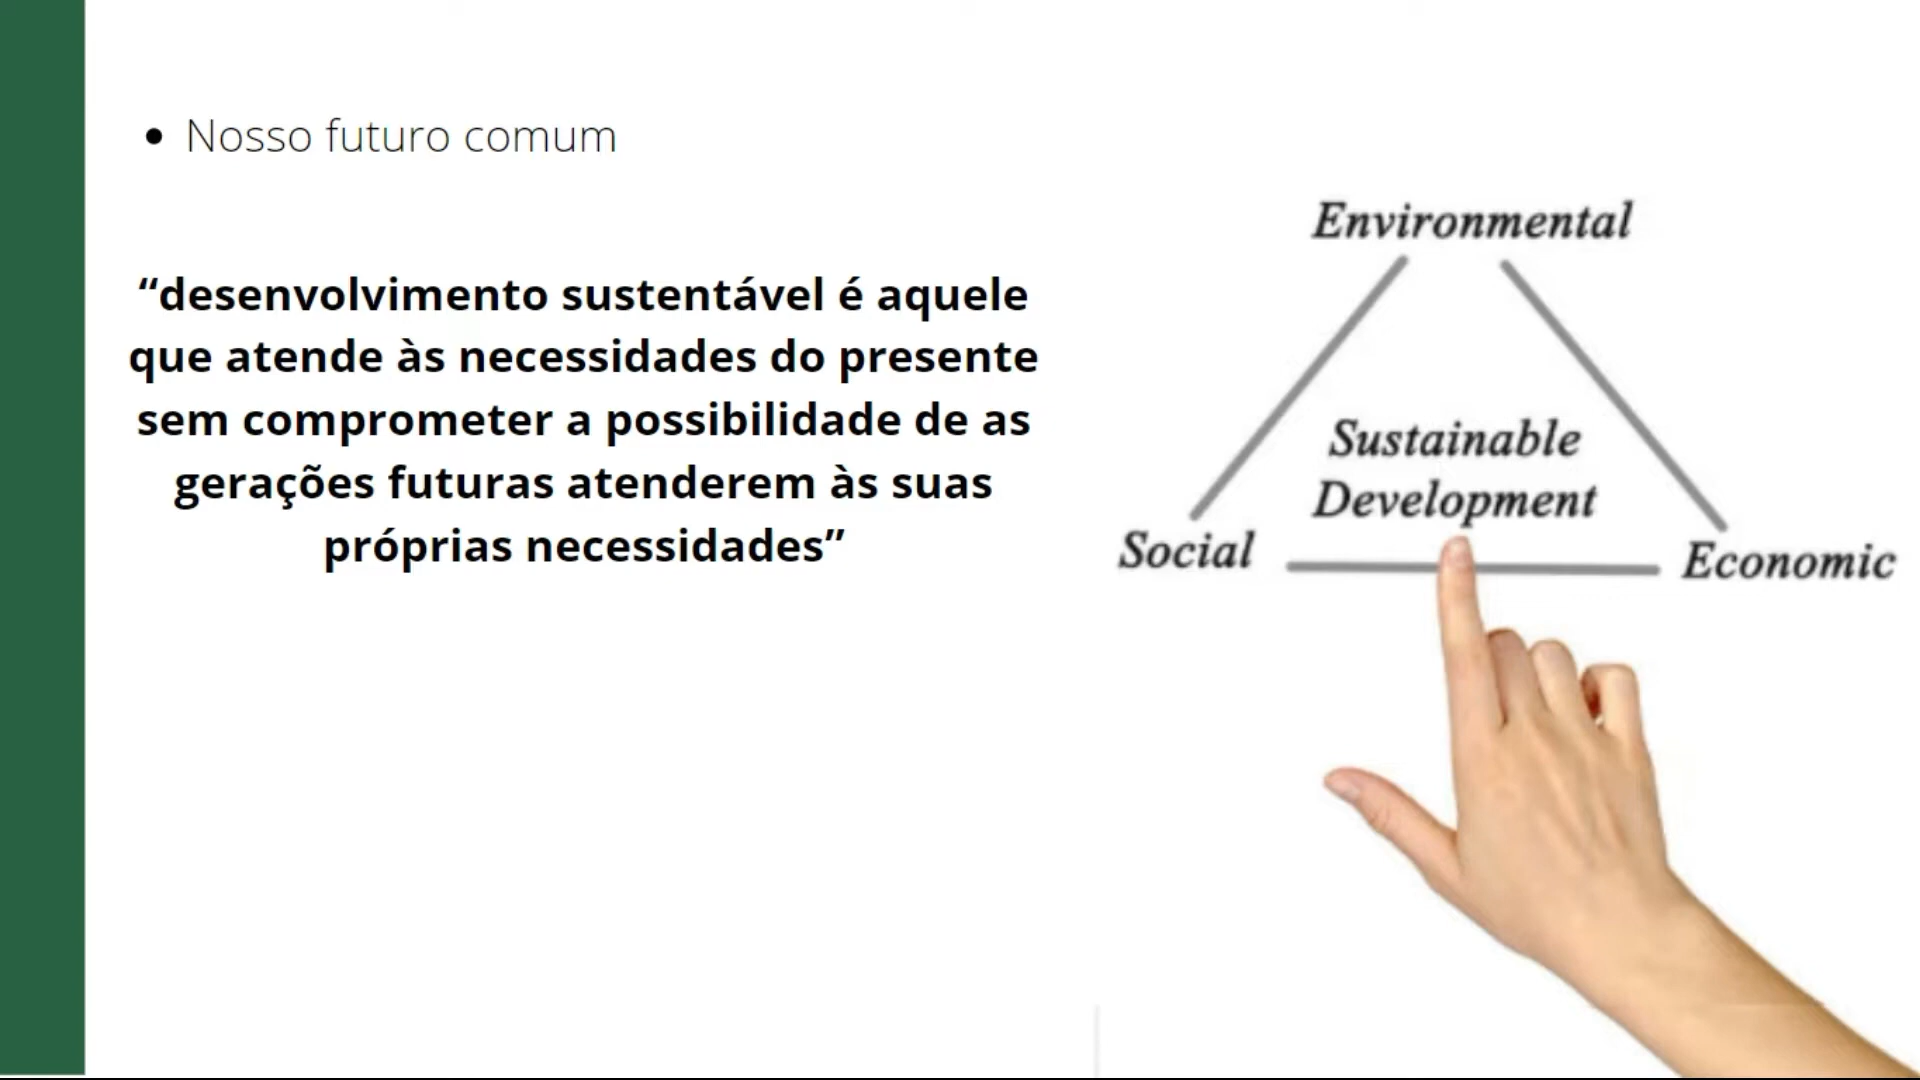 • Nosso futuro comum
“desenvolvimento sustentável é aquele
que atende às necessidades do presente
sem comprometer a possibilidade de as
gerações futuras atenderem às suas
próprias necessidades”
Environmental
Sustainable
Development
Social
Economic